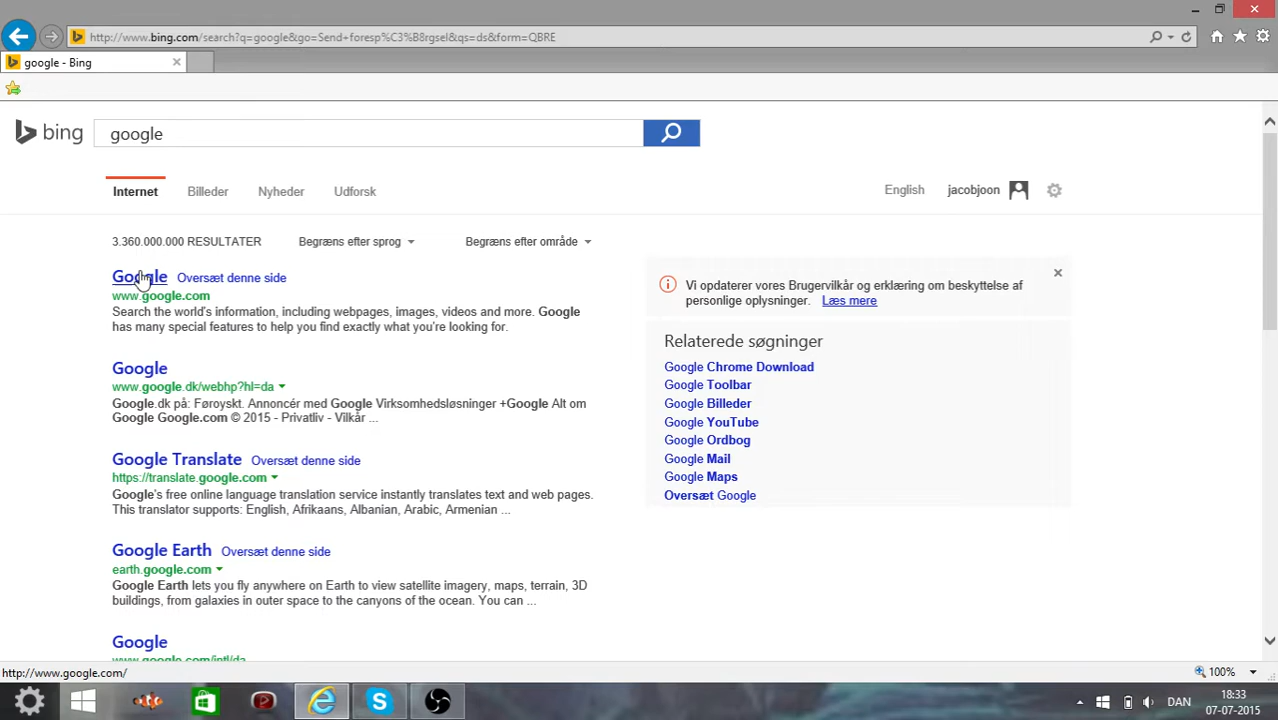 http://www.bing.com/search?q=google&go=Send+foresp%C3%B8rgsel&qs=ds&form=QBRE
google - Bing
bing
google
Internet Billeder Nyheder Udforsk
English jacobjoon
3.360.000.000 RESULTATER Begræns efter sprog Begræns efter område
Google Oversæt denne side
www.google.com
Search the world's information, including webpages, images, videos and more. Google
has many special features to help you find exactly what you're looking for.
Google
www.google.dk/webhp?hl=da
Google.dk på: Føroyskt. Annoncér med Google Virksomhedsløsninger +Google Alt om
Google Google.com © 2015 - Privatliv - Vilkår ...
Google Translate Oversæt denne side
https://translate.google.com
Google's free online language translation service instantly translates text and web pages.
This translator supports: English, Afrikaans, Albanian, Arabic, Armenian ...
Google Earth Oversæt denne side
earth.google.com
Google Earth lets you fly anywhere on Earth to view satellite imagery, maps, terrain, 3D
buildings, from galaxies in outer space to the canyons of the ocean. You can ...
Google
www.google.com/intl/da
Vi opdaterer vores Brugervilkår og erklæring om beskyttelse af
personlige oplysninger. Læs mere
Relaterede søgninger
Google Chrome Download
Google Toolbar
Google Billeder
Google YouTube
Google Ordbog
Google Mail
Google Maps
Oversæt Google
http://www.google.com/
100%
DAN
18:33
07-07-2015